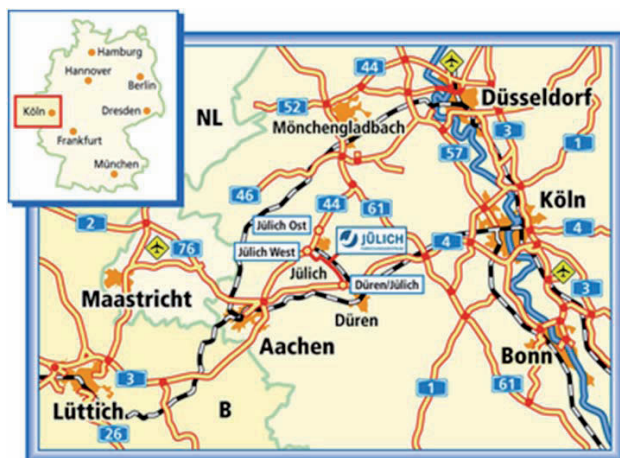 Hamburg
Hannover
Berlin
Köln
Dresden
Frankfurt
München
NL
44
52
Mönchengladbach
Düsseldorf
3
1
57
46
44
61
Köln
2
Jülich Ost
JÜLICH
76
Jülich West
4
4
Jülich
Düren/Jülich
Maastricht
Düren
3
Aachen
Bonn
3
1
61
Lüttich
B
26